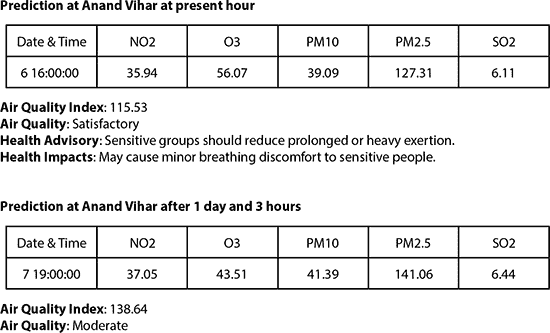 Prediction at Anand Vihar at present hour
Date & Time NO2 O3 PM10 PM2.5 SO2
6 16:00:00 35.94 56.07 39.09 127.31 6.11
Air Quality Index: 115.53
Air Quality: Satisfactory
Health Advisory: Sensitive groups should reduce prolonged or heavy exertion.
Health Impacts: May cause minor breathing discomfort to sensitive people.
Prediction at Anand Vihar after 1 day and 3 hours
Date & Time NO2 O3 PM10 PM2.5 SO2
7 19:00:00 37.05 43.51 41.39 141.06 6.44
Air Quality Index: 138.64
Air Quality: Moderate